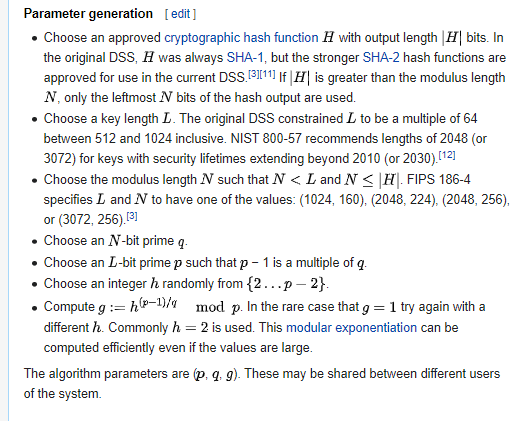 Parameter generation [ edit ]
• Choose an approved cryptographic hash function H with output length |H| bits. In
the original DSS, H was always SHA-1, but the stronger SHA-2 hash functions are
approved for use in the current DSS.[3][11] If |H| is greater than the modulus length
N, only the leftmost N bits of the hash output are used.
• Choose a key length L. The original DSS constrained L to be a multiple of 64
between 512 and 1024 inclusive. NIST 800-57 recommends lengths of 2048 (or
3072) for keys with security lifetimes extending beyond 2010 (or 2030).[12]
• Choose the modulus length N such that N < L and N ≤ |H|. FIPS 186-4
specifies L and N to have one of the values: (1024, 160), (2048, 224), (2048, 256),
or (3072, 256).[3]
• Choose an N-bit prime q.
• Choose an L-bit prime p such that p − 1 is a multiple of q.
• Choose an integer h randomly from {2 … p − 2}.
• Compute g := h^(p−1)/q mod p. In the rare case that g = 1 try again with a
different h. Commonly h = 2 is used. This modular exponentiation can be
computed efficiently even if the values are large.
The algorithm parameters are (p, q, g). These may be shared between different users
of the system.